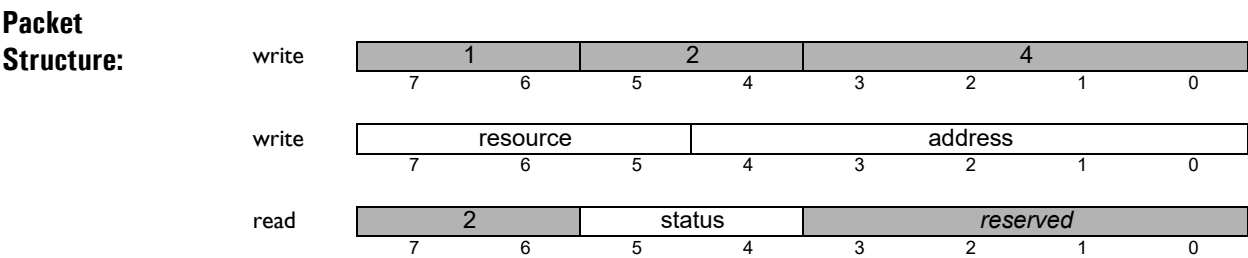 Packet
Structure:
write 1 2 4
7 6 5 4 3 2 1 0
write resource address
7 6 5 4 3 2 1 0
read 2 status reserved
7 6 5 4 3 2 1 0